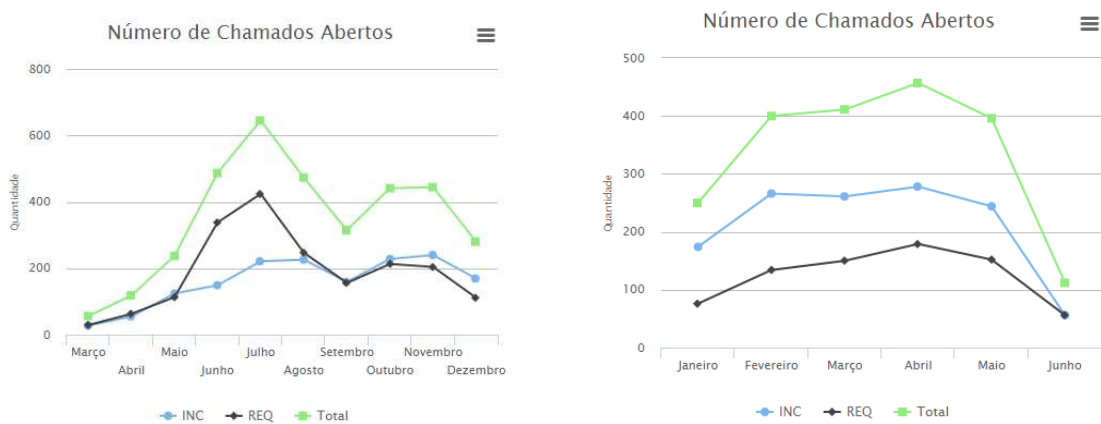 Número de Chamados Abertos
800
600
400
200
0
Quantidade
Março
Maio
Julho
Setembro
Novembro
Abril
Junho
Agosto
Outubro
Dezembro
INC REQ Total
Número de Chamados Abertos
500
400
300
200
100
0
Quantidade
Janeiro Fevereiro Março Abril Maio Junho
INC REQ Total